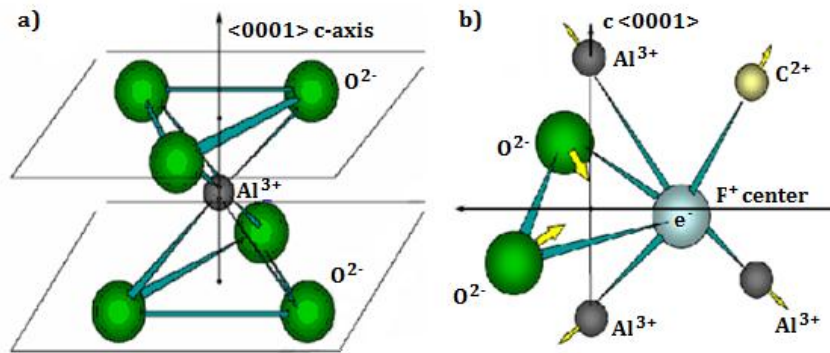 a)
<0001> c-axis
O²⁻
Al³⁺
O²⁻
b)
c <0001>
Al³⁺
C²⁺
O²⁻
F⁺ center
e⁻
O²⁻
Al³⁺
Al³⁺